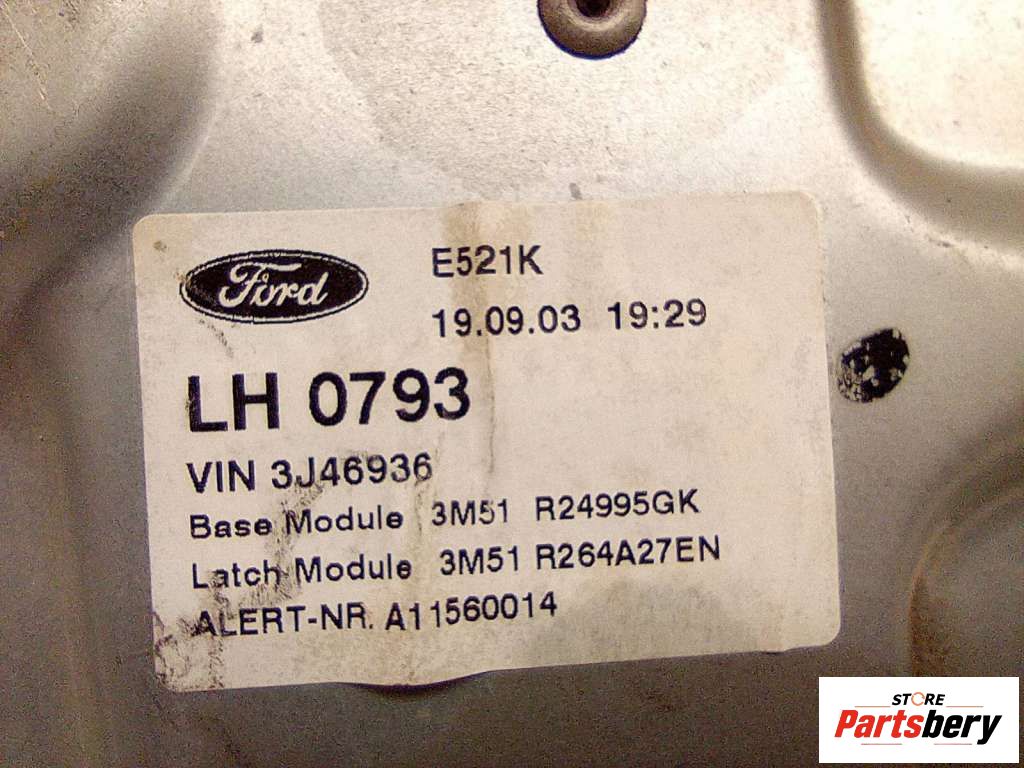 Ford
E521K
19.09.03 19:29
LH 0793
VIN 3J46936
Base Module 3M51 R24995GK
Latch Module 3M51 R264A27EN
ALERT-NR. A11560014
STORE
Partsbery